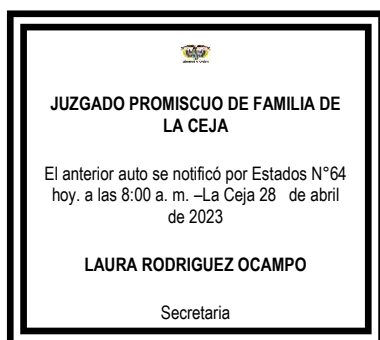 JUZGADO PROMISCUO DE FAMILIA DE
LA CEJA
El anterior auto se notificó por Estados N°64
hoy. a las 8:00 a. m. –La Ceja 28 de abril
de 2023
LAURA RODRIGUEZ OCAMPO
Secretaria